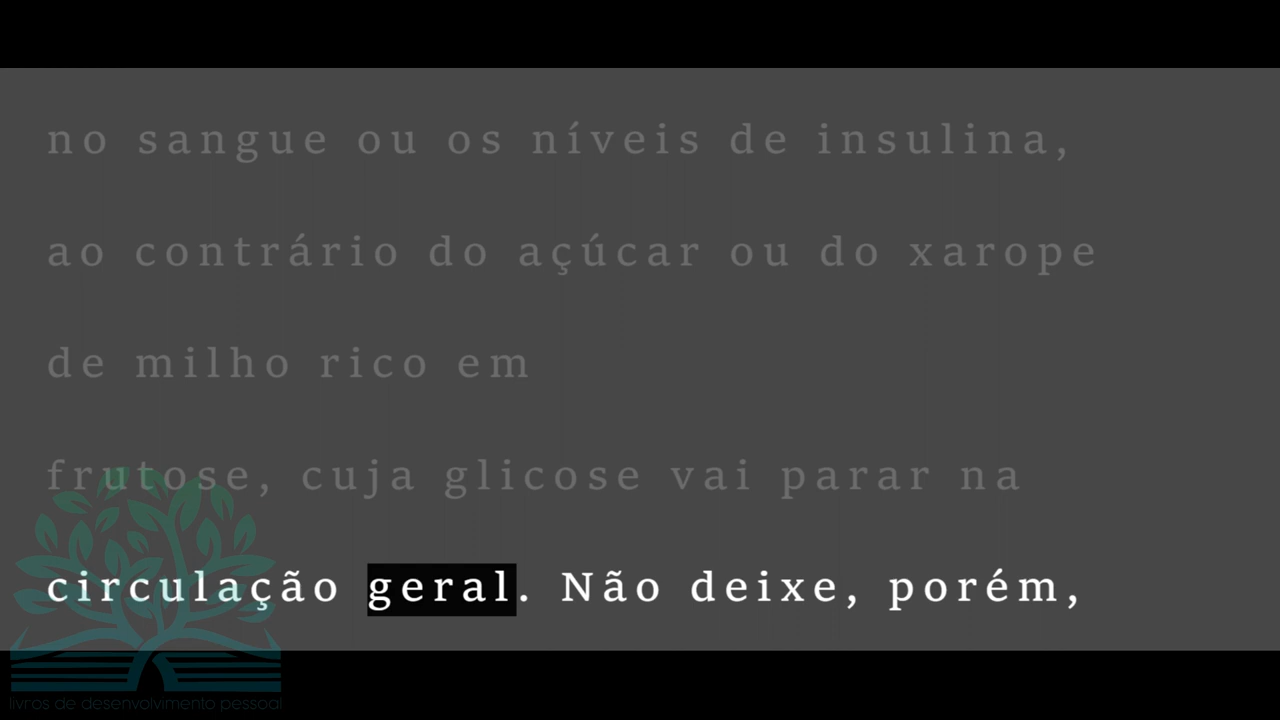 no sangue ou os níveis de insulina,
ao contrário do açúcar ou do xarope
de milho rico em
frutose, cuja glicose vai parar na
circulação geral. Não deixe, porém,
livros de desenvolvimento pessoal